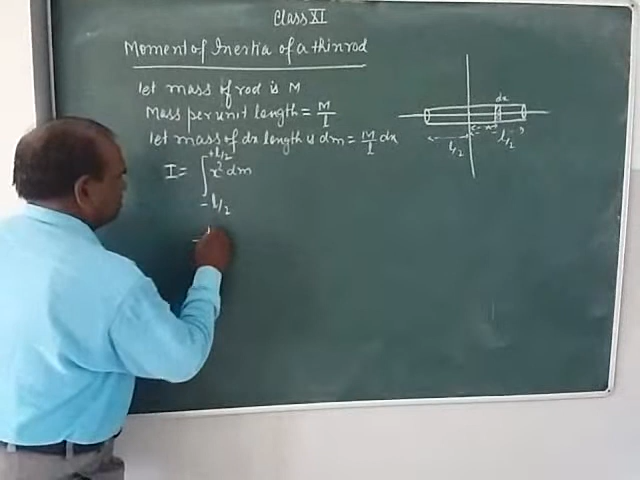 Class XI
Moment of Inertia of a thin rod
let mass of rod is M
Mass per unit length = M/l
let mass of dx length is dm = M/l dx
I = ∫ +l/2 -l/2 x² dm
=
dx
x
l/2
l/2